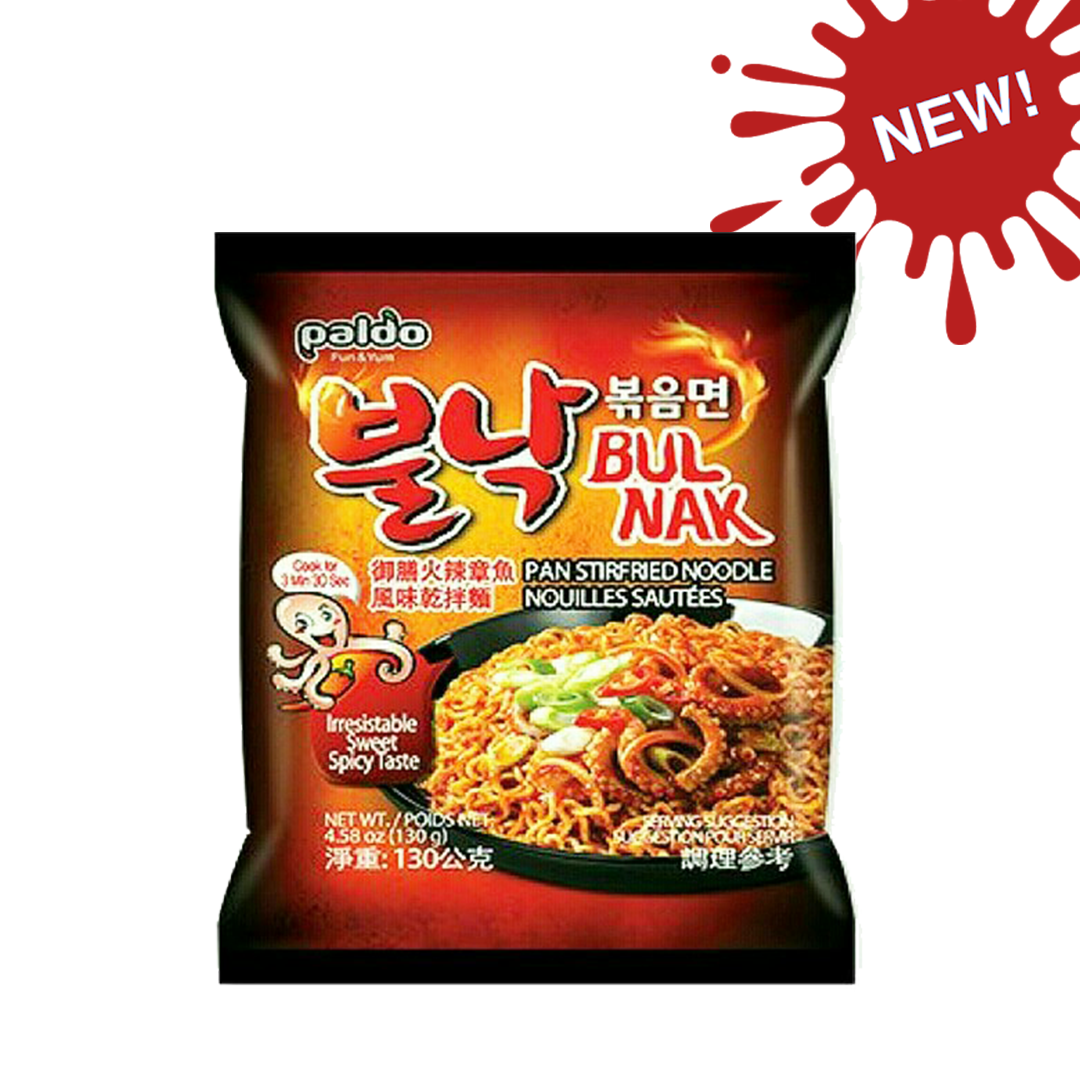 NEW!
paldo
Fun & Yum
불낙
볶음면
BUL
NAK
御膳火辣章魚
風味乾拌麵
PAN STIRFRIED NOODLE
NOUILLES SAUTÉES
Cook for
3 Min 30 Sec
Irresistable
Sweet
Spicy Taste
NET WT. / POIDS NET.
4.58 oz (130 g)
淨重: 130公克
SERVING SUGGESTION
SUGGESTION POUR SERVIR
調理參考